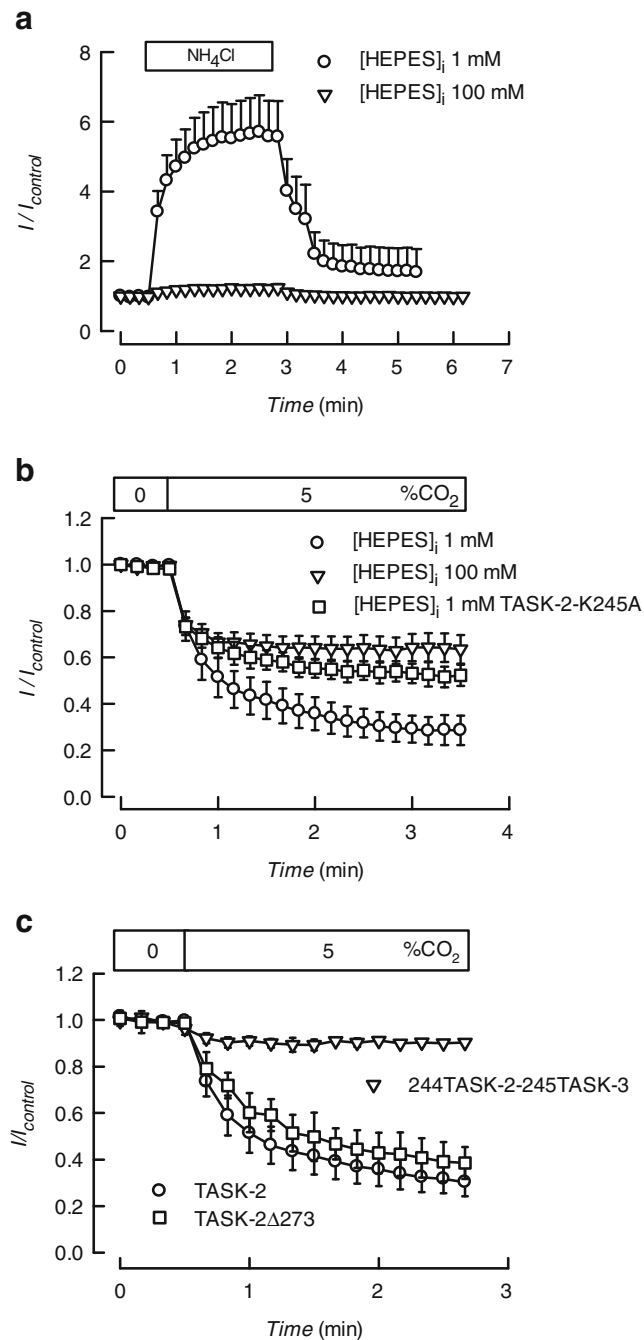 a
NH₄Cl
[HEPES]i 1 mM
[HEPES]i 100 mM
8
6
4
2
0
I / Icontrol
0 1 2 3 4 5 6 7
Time (min)
b
0 5 %CO₂
1.2
1.0
0.8
0.6
0.4
0.2
0.0
I / Icontrol
[HEPES]i 1 mM
[HEPES]i 100 mM
[HEPES]i 1 mM TASK-2-K245A
0 1 2 3 4
Time (min)
c
0 5 %CO₂
1.2
1.0
0.8
0.6
0.4
0.2
0.0
I/Icontrol
244TASK-2-245TASK-3
TASK-2
TASK-2Δ273
0 1 2 3
Time (min)